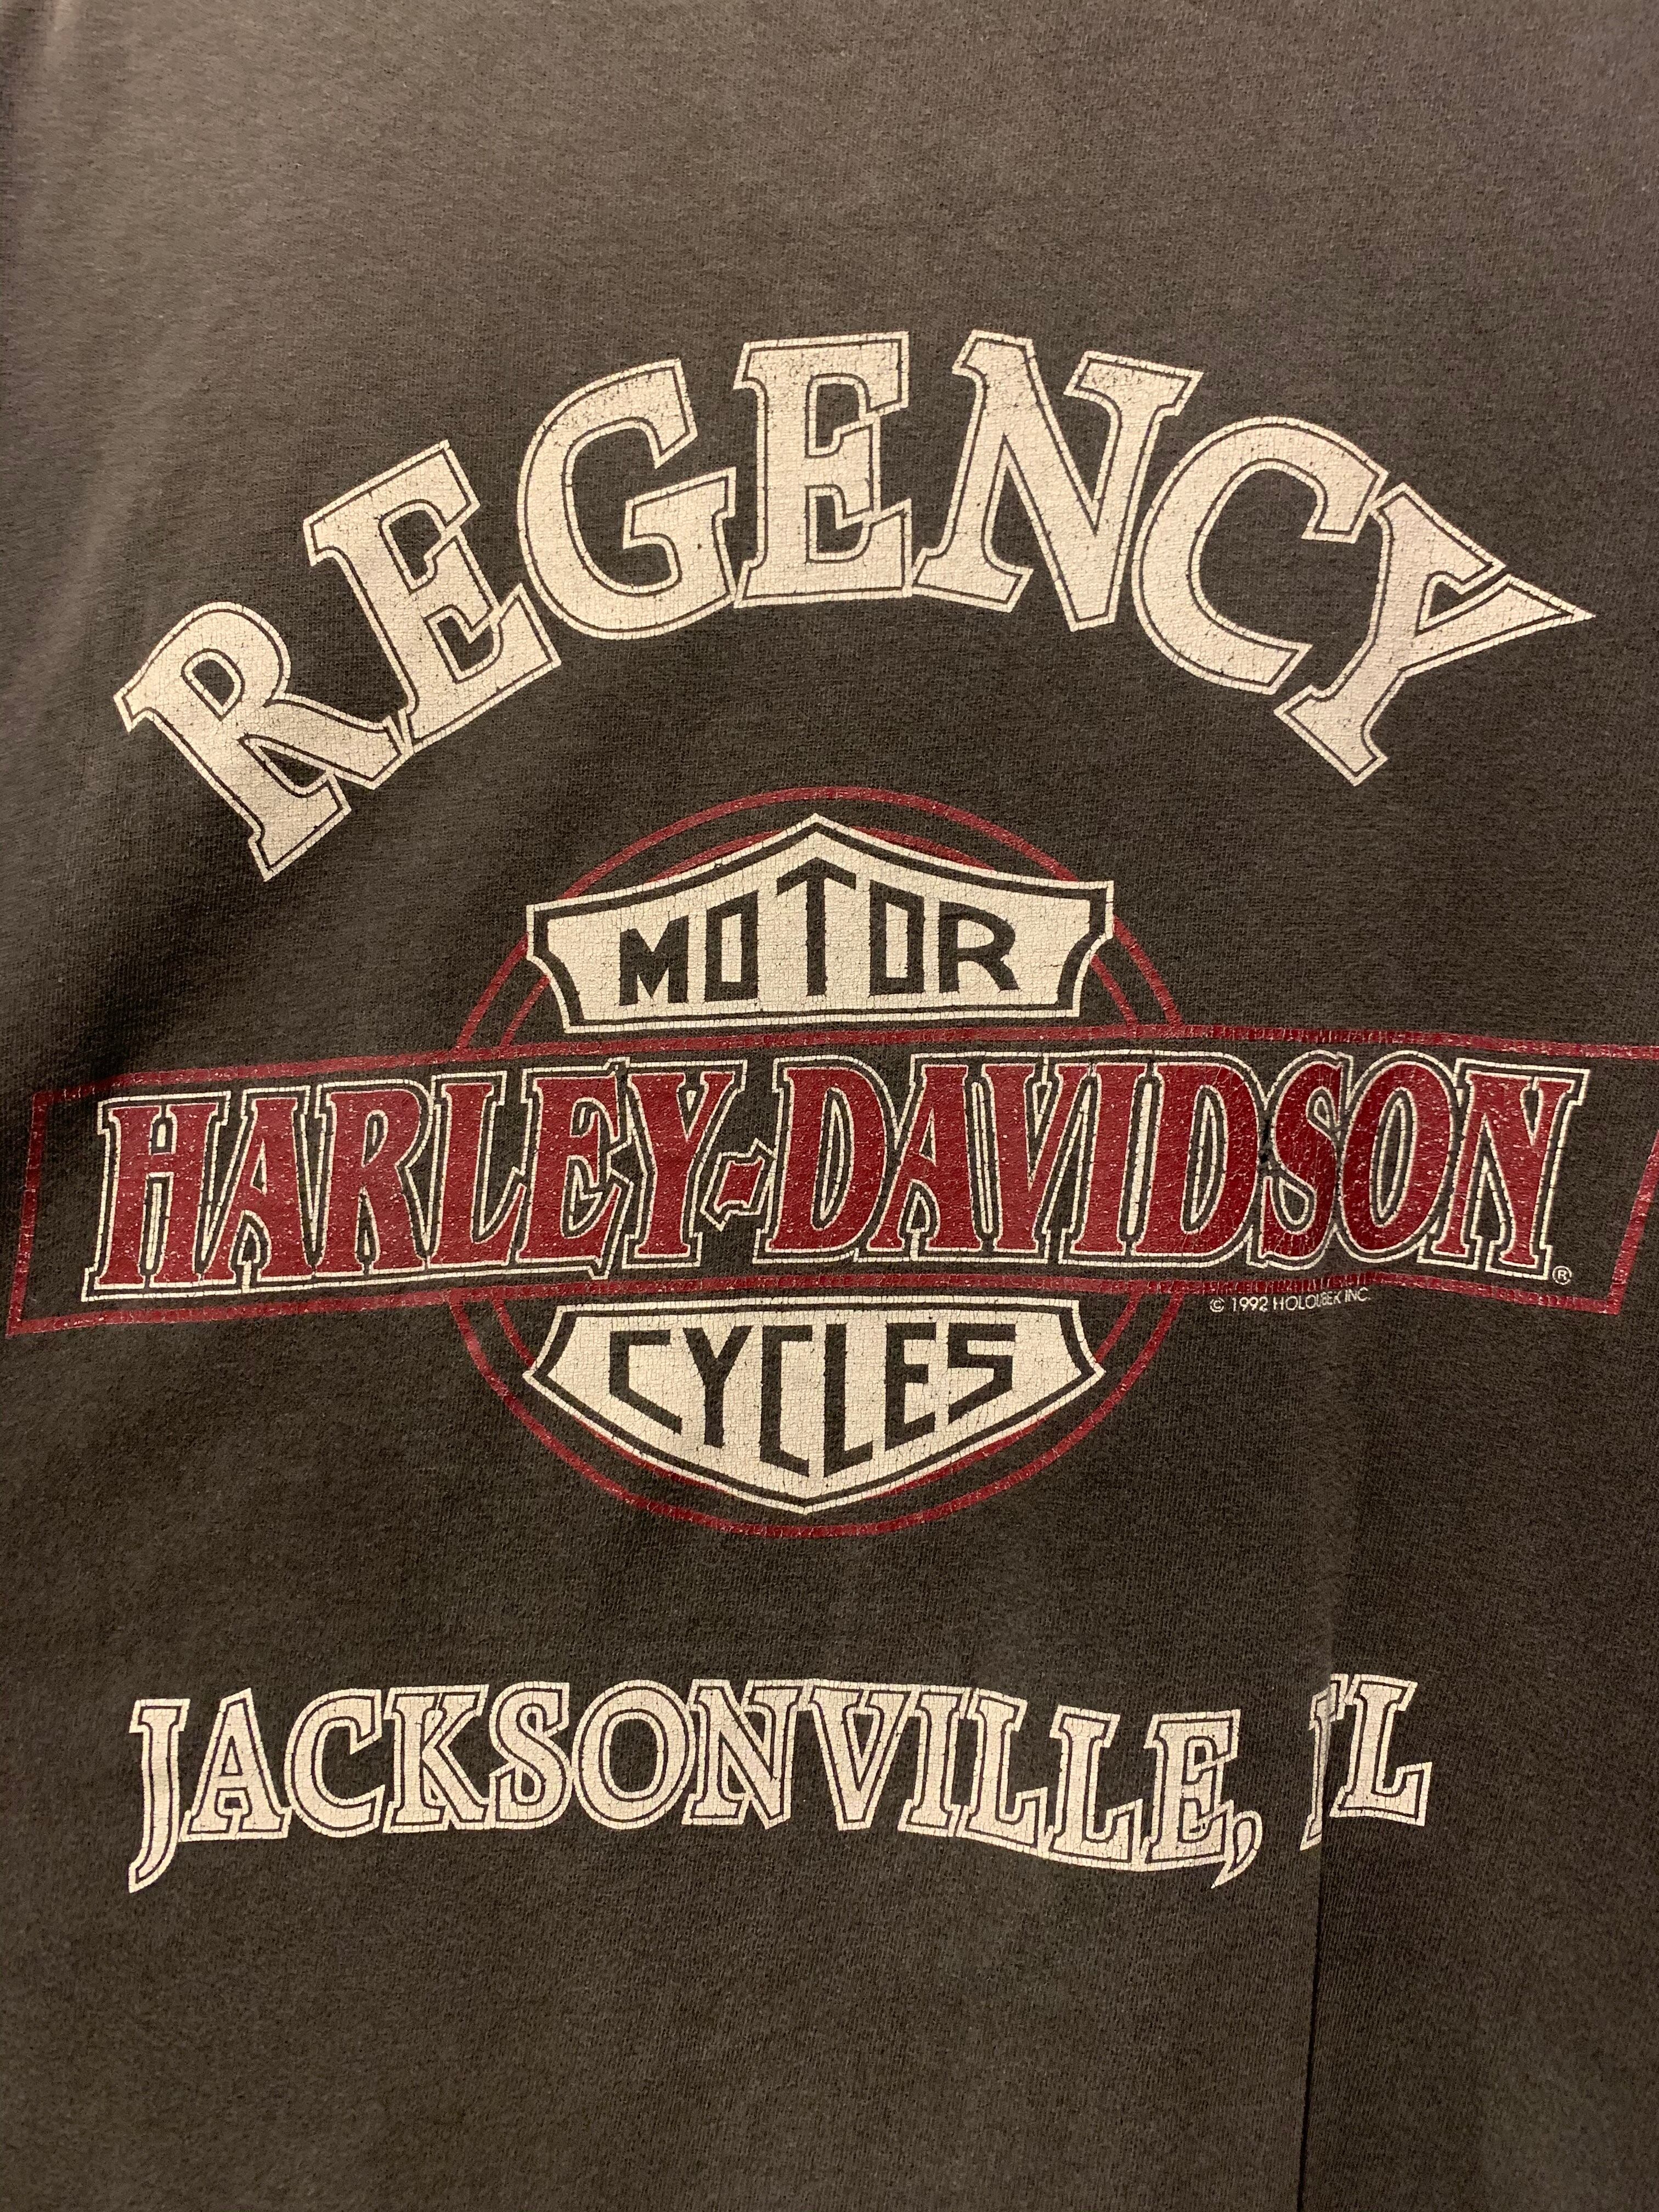 REGENCY
MOTOR
HARLEY-DAVIDSON®
© 1992 HOLOUBEK INC.
CYCLES
JACKSONVILLE, FL